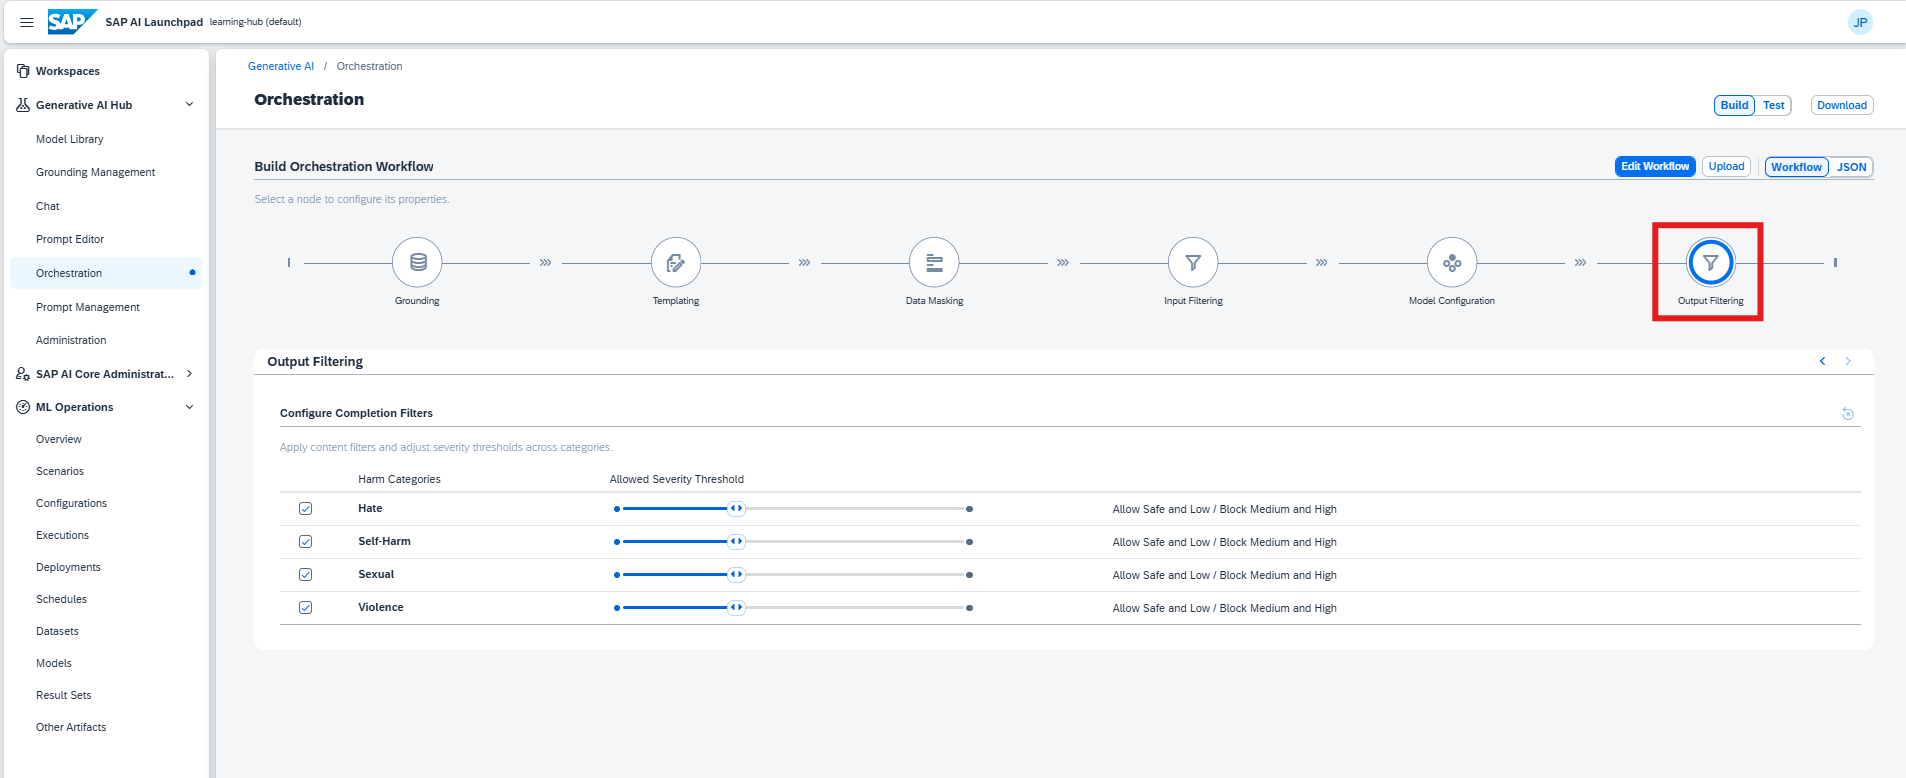 SAP SAP AI Launchpad learning-hub (default) JP
Workspaces
Generative AI Hub
Model Library
Grounding Management
Chat
Prompt Editor
Orchestration
Prompt Management
Administration
SAP AI Core Administrat...
ML Operations
Overview
Scenarios
Configurations
Executions
Deployments
Schedules
Datasets
Models
Result Sets
Other Artifacts
Generative AI / Orchestration
Orchestration
Build Test Download
Build Orchestration Workflow
Edit Workflow Upload Workflow JSON
Select a node to configure its properties.
Grounding Templating Data Masking Input Filtering Model Configuration Output Filtering
Output Filtering
Configure Completion Filters
Apply content filters and adjust severity thresholds across categories.
Harm Categories Allowed Severity Threshold
Hate Allow Safe and Low / Block Medium and High
Self-Harm Allow Safe and Low / Block Medium and High
Sexual Allow Safe and Low / Block Medium and High
Violence Allow Safe and Low / Block Medium and High